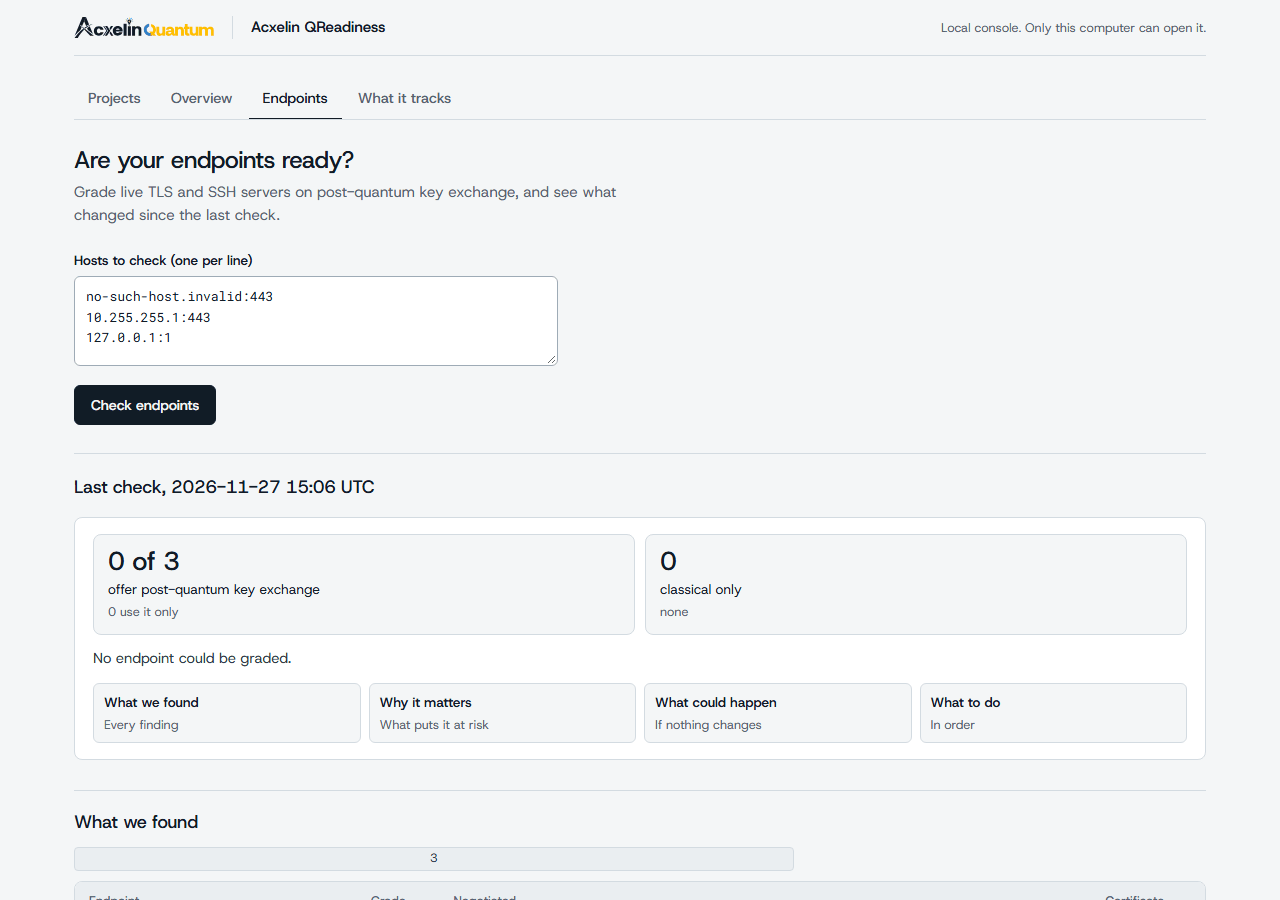 Acxelin Quantum
Acxelin QReadiness
Local console. Only this computer can open it.
Projects
Overview
Endpoints
What it tracks
Are your endpoints ready?
Grade live TLS and SSH servers on post-quantum key exchange, and see what
changed since the last check.
Hosts to check (one per line)
no-such-host.invalid:443
10.255.255.1:443
127.0.0.1:1
Check endpoints
Last check, 2026-11-27 15:06 UTC
0 of 3
offer post-quantum key exchange
0 use it only
0
classical only
none
No endpoint could be graded.
What we found
Every finding
Why it matters
What puts it at risk
What could happen
If nothing changes
What to do
In order
What we found
3
Endpoint
Grade
Negotiated
Certificate